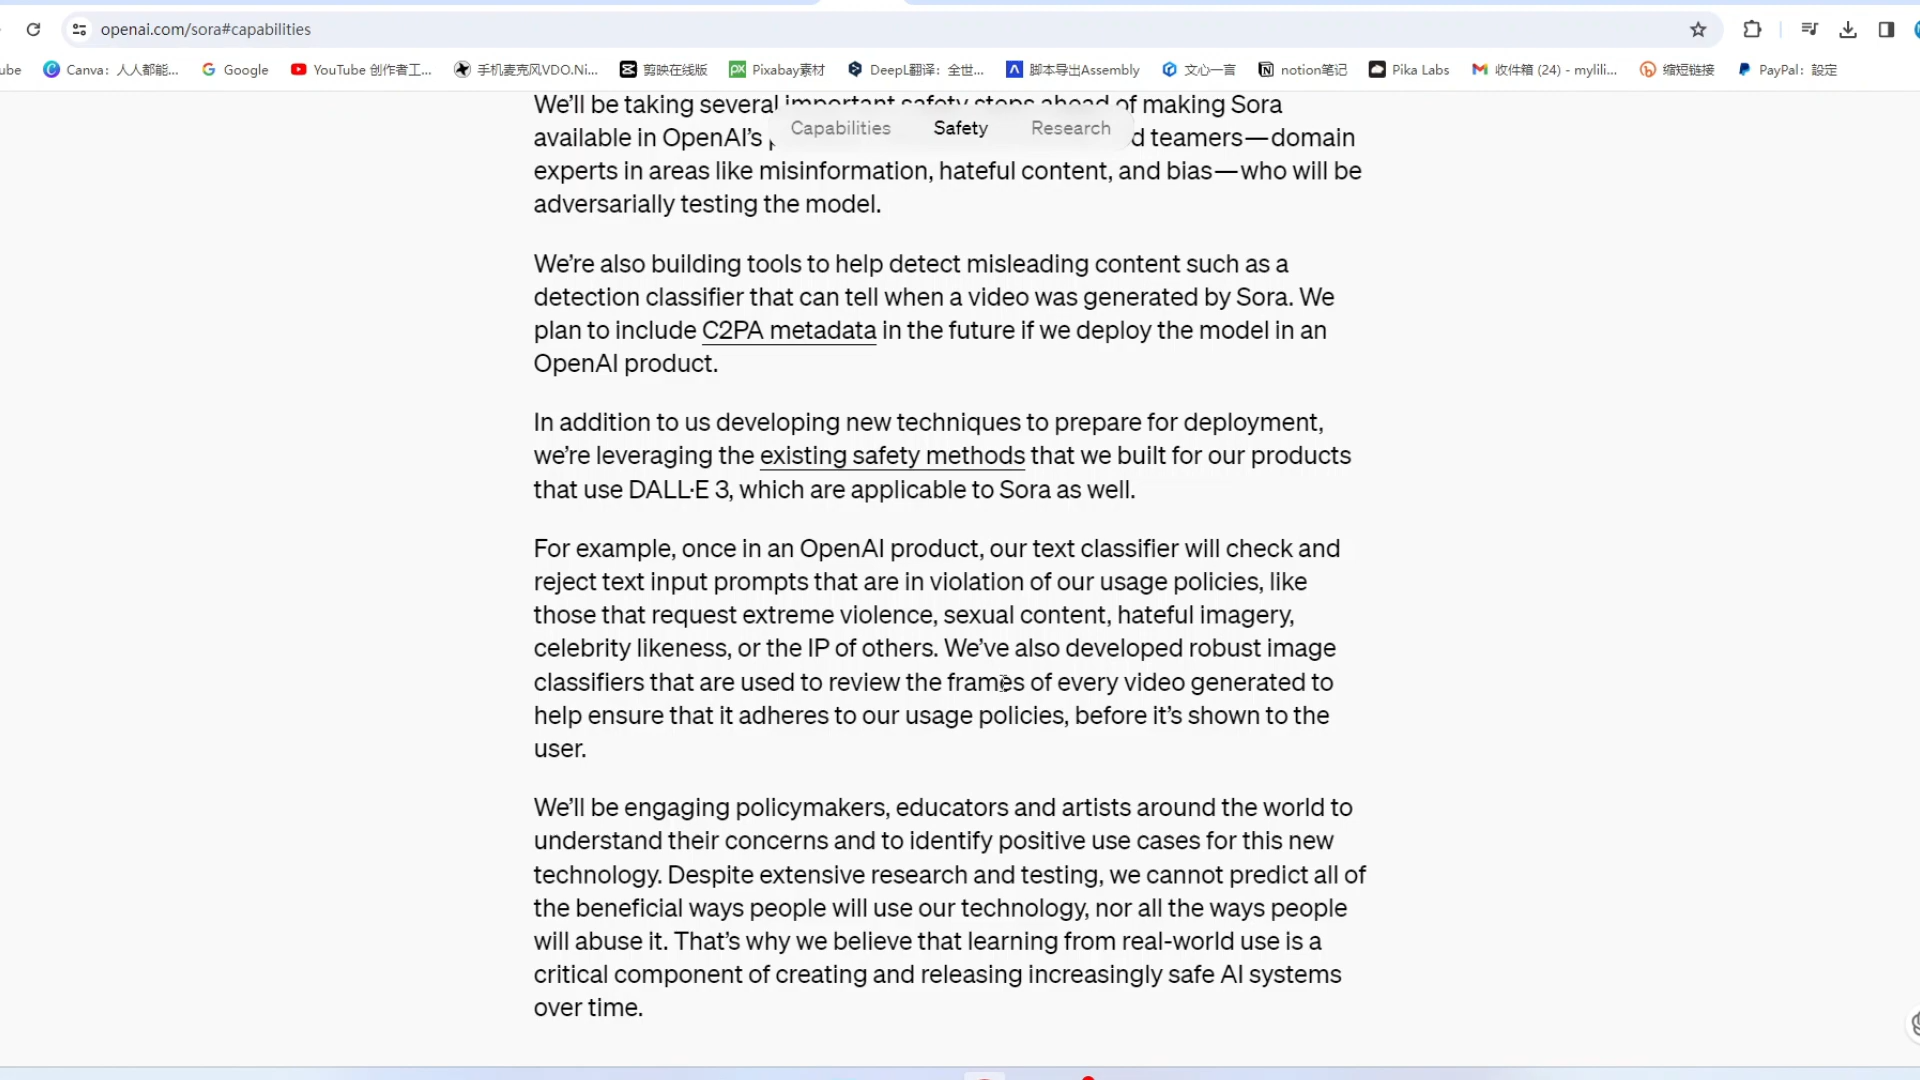 openai.com/sora#capabilities
ube Canva：人人都能... Google YouTube 创作者工... 手机麦克风VDO.Ni... 剪映在线版 Pixabay素材 DeepL翻译：全世... 脚本导出Assembly 文心一言 notion笔记 Pika Labs 收件箱 (24) - mylili... 缩短链接 PayPal：設定
We’ll be taking several important safety steps ahead of making Sora
Capabilities Safety Research
available in OpenAI’s d teamers—domain
experts in areas like misinformation, hateful content, and bias—who will be
adversarially testing the model.
We’re also building tools to help detect misleading content such as a
detection classifier that can tell when a video was generated by Sora. We
plan to include C2PA metadata in the future if we deploy the model in an
OpenAI product.
In addition to us developing new techniques to prepare for deployment,
we’re leveraging the existing safety methods that we built for our products
that use DALL·E 3, which are applicable to Sora as well.
For example, once in an OpenAI product, our text classifier will check and
reject text input prompts that are in violation of our usage policies, like
those that request extreme violence, sexual content, hateful imagery,
celebrity likeness, or the IP of others. We’ve also developed robust image
classifiers that are used to review the frames of every video generated to
help ensure that it adheres to our usage policies, before it’s shown to the
user.
We’ll be engaging policymakers, educators and artists around the world to
understand their concerns and to identify positive use cases for this new
technology. Despite extensive research and testing, we cannot predict all of
the beneficial ways people will use our technology, nor all the ways people
will abuse it. That’s why we believe that learning from real-world use is a
critical component of creating and releasing increasingly safe AI systems
over time.